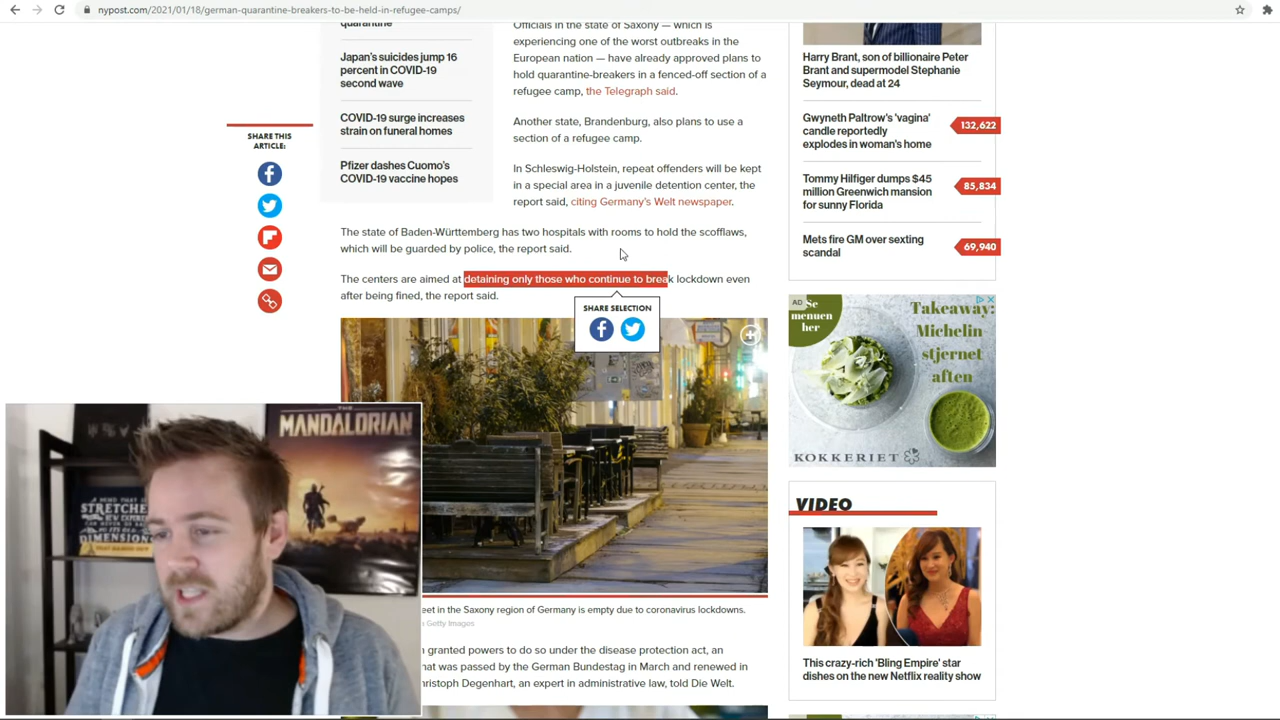 nypost.com/2021/01/18/german-quarantine-breakers-to-be-held-in-refugee-camps/
quarantine
Japan's suicides jump 16
percent in COVID-19
second wave
COVID-19 surge increases
strain on funeral homes
Pfizer dashes Cuomo's
COVID-19 vaccine hopes
SHARE THIS
ARTICLE:
Officials in the state of Saxony — which is
experiencing one of the worst outbreaks in the
European nation — have already approved plans to
hold quarantine-breakers in a fenced-off section of a
refugee camp, the Telegraph said.
Another state, Brandenburg, also plans to use a
section of a refugee camp.
In Schleswig-Holstein, repeat offenders will be kept
in a special area in a juvenile detention center, the
report said, citing Germany's Welt newspaper.
The state of Baden-Württemberg has two hospitals with rooms to hold the scofflaws,
which will be guarded by police, the report said.
The centers are aimed at detaining only those who continue to break lockdown even
after being fined, the report said.
SHARE SELECTION
eet in the Saxony region of Germany is empty due to coronavirus lockdowns.
Getty Images
n granted powers to do so under the disease protection act, an
hat was passed by the German Bundestag in March and renewed in
hristoph Degenhart, an expert in administrative law, told Die Welt.
Harry Brant, son of billionaire Peter
Brant and supermodel Stephanie
Seymour, dead at 24
Gwyneth Paltrow's 'vagina'
candle reportedly
explodes in woman's home
132,622
Tommy Hilfiger dumps $45
million Greenwich mansion
for sunny Florida
85,834
Mets fire GM over sexting
scandal
69,940
AD
Se
menuen
her
Takeaway:
Michelin
stjernet
aften
KOKKERIET
VIDEO
This crazy-rich 'Bling Empire' star
dishes on the new Netflix reality show
THE
MANDALORIAN
A MIND THAT IS
STRETCHED
DIMENSION